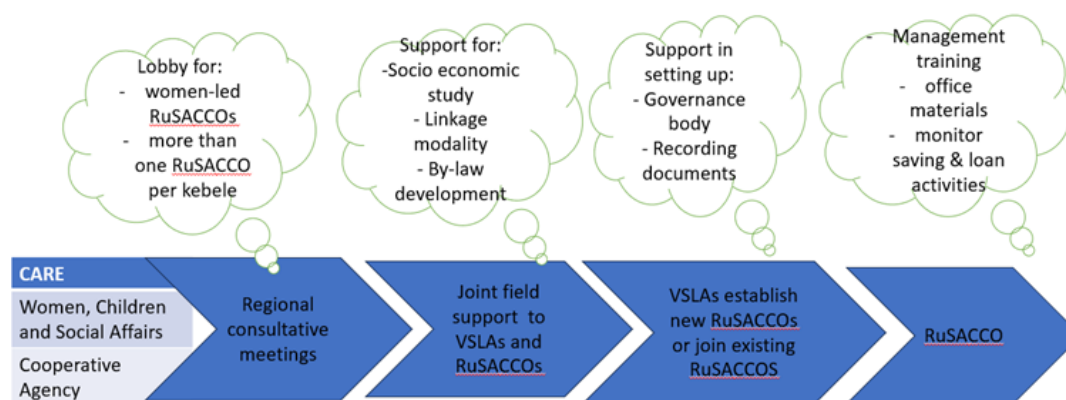 Lobby for:
- women-led
RuSACCOs
- more than
one RuSACCO
per kebele
Support for:
-Socio economic
study
- Linkage
modality
- By-law
development
Support in
setting up:
- Governance
body
- Recording
documents
- Management
training
- office
materials
- monitor
saving & loan
activities
CARE
Women, Children
and Social Affairs
Cooperative
Agency
Regional
consultative
meetings
Joint field
support to
VSLAs and
RuSACCOs
VSLAs establish
new RuSACCOs
or join existing
RuSACCOS
RuSACCO